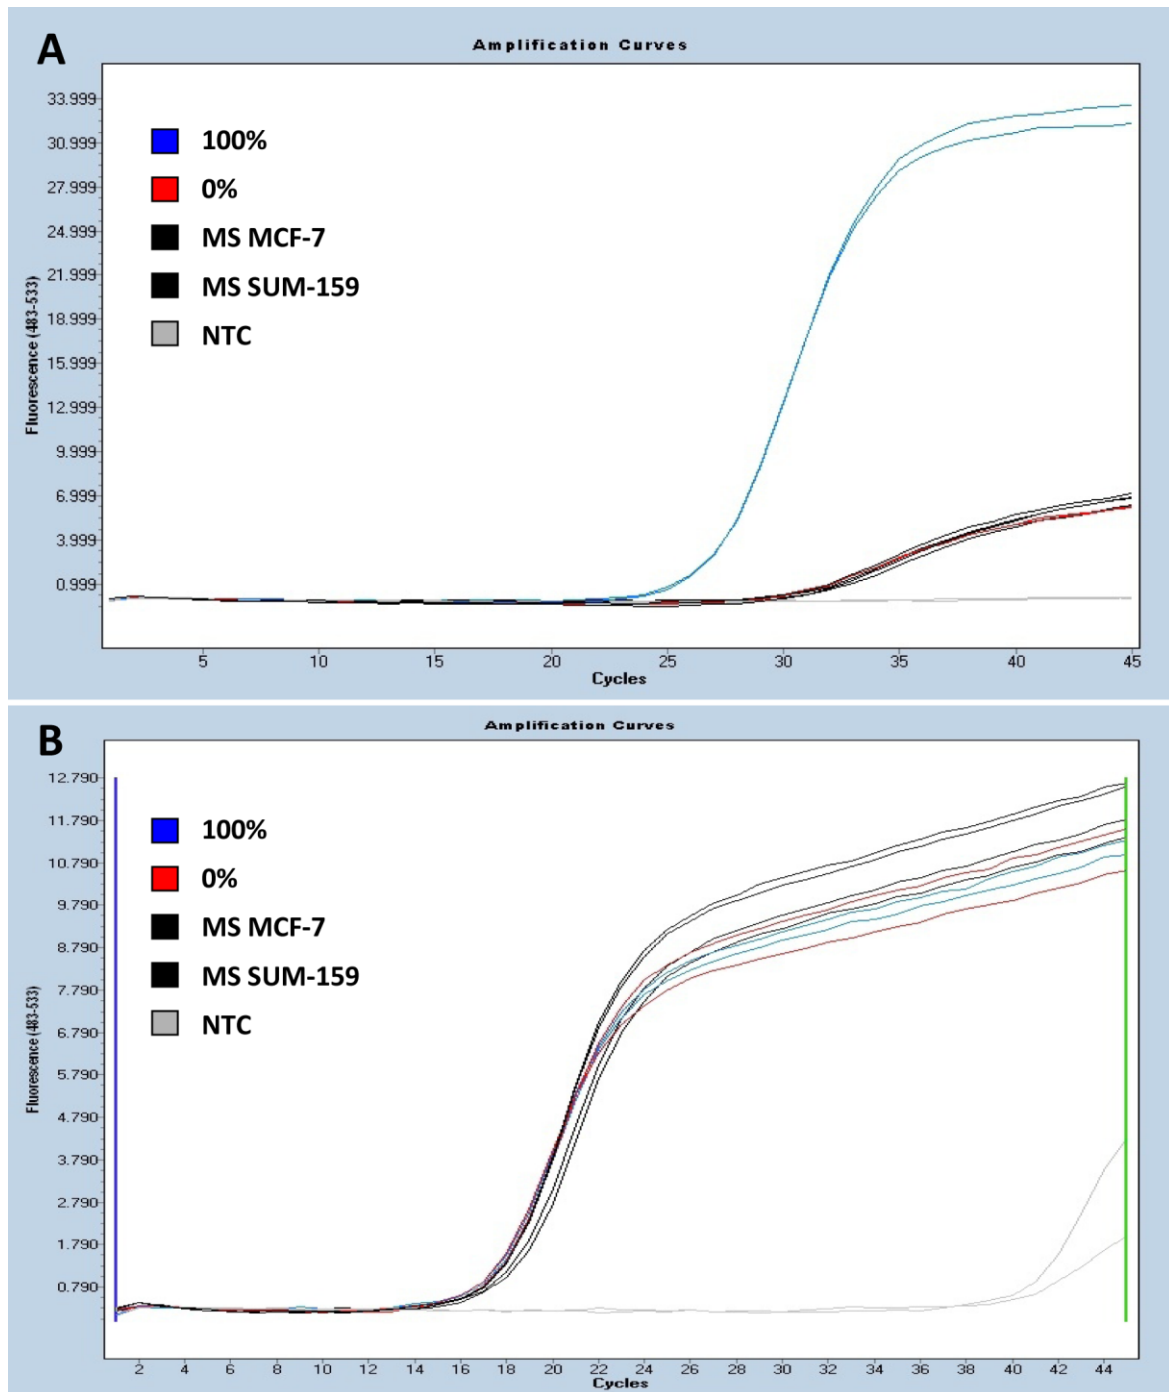 A
Amplification Curves
33.999
30.999
27.999
24.999
21.999
18.999
15.999
12.999
9.999
6.999
3.999
0.999
Fluorescence (483-533)
100%
0%
MS MCF-7
MS SUM-159
NTC
5 10 15 20 25 30 35 40 45
Cycles
B
Amplification Curves
12.790
11.790
10.790
9.790
8.790
7.790
6.790
5.790
4.790
3.790
2.790
1.790
0.790
Fluorescence (483-533)
100%
0%
MS MCF-7
MS SUM-159
NTC
2 4 6 8 10 12 14 16 18 20 22 24 26 28 30 32 34 36 38 40 42 44
Cycles